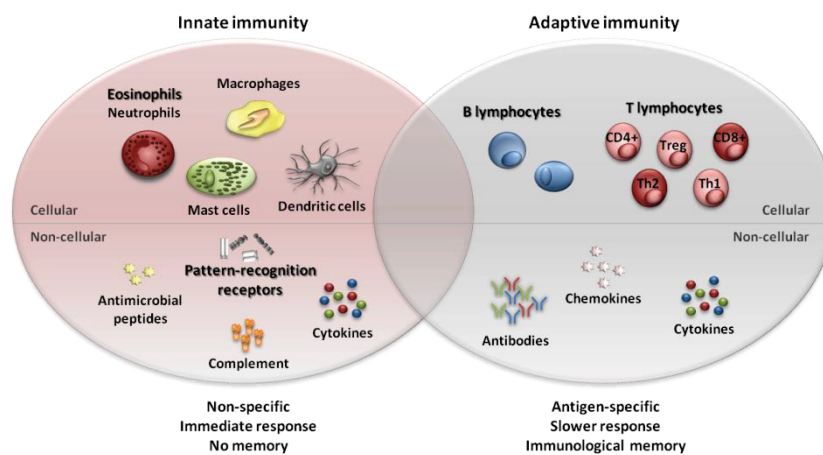 Innate immunity
Adaptive immunity
Macrophages
Eosinophils
Neutrophils
Mast cells
Dendritic cells
Cellular
Non-cellular
Pattern-recognition
receptors
Antimicrobial
peptides
Cytokines
Complement
B lymphocytes
T lymphocytes
CD4+
Treg
CD8+
Th2
Th1
Cellular
Non-cellular
Chemokines
Antibodies
Cytokines
Non-specific
Immediate response
No memory
Antigen-specific
Slower response
Immunological memory